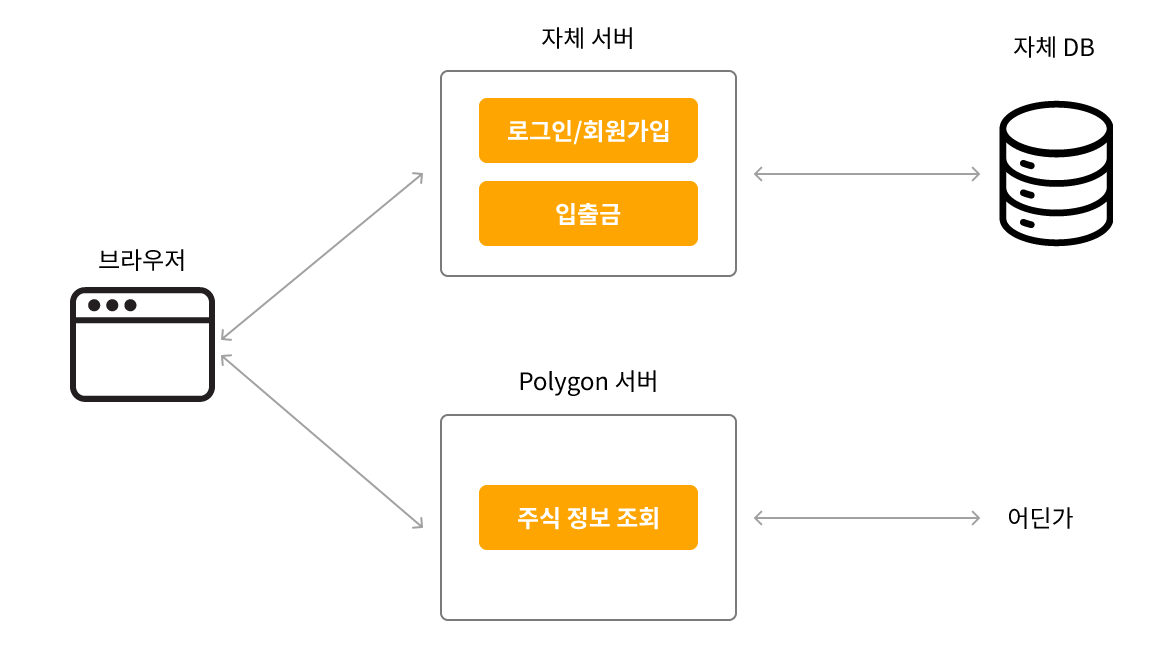 자체 서버
자체 DB
로그인/회원가입
입출금
브라우저
Polygon 서버
주식 정보 조회
어딘가